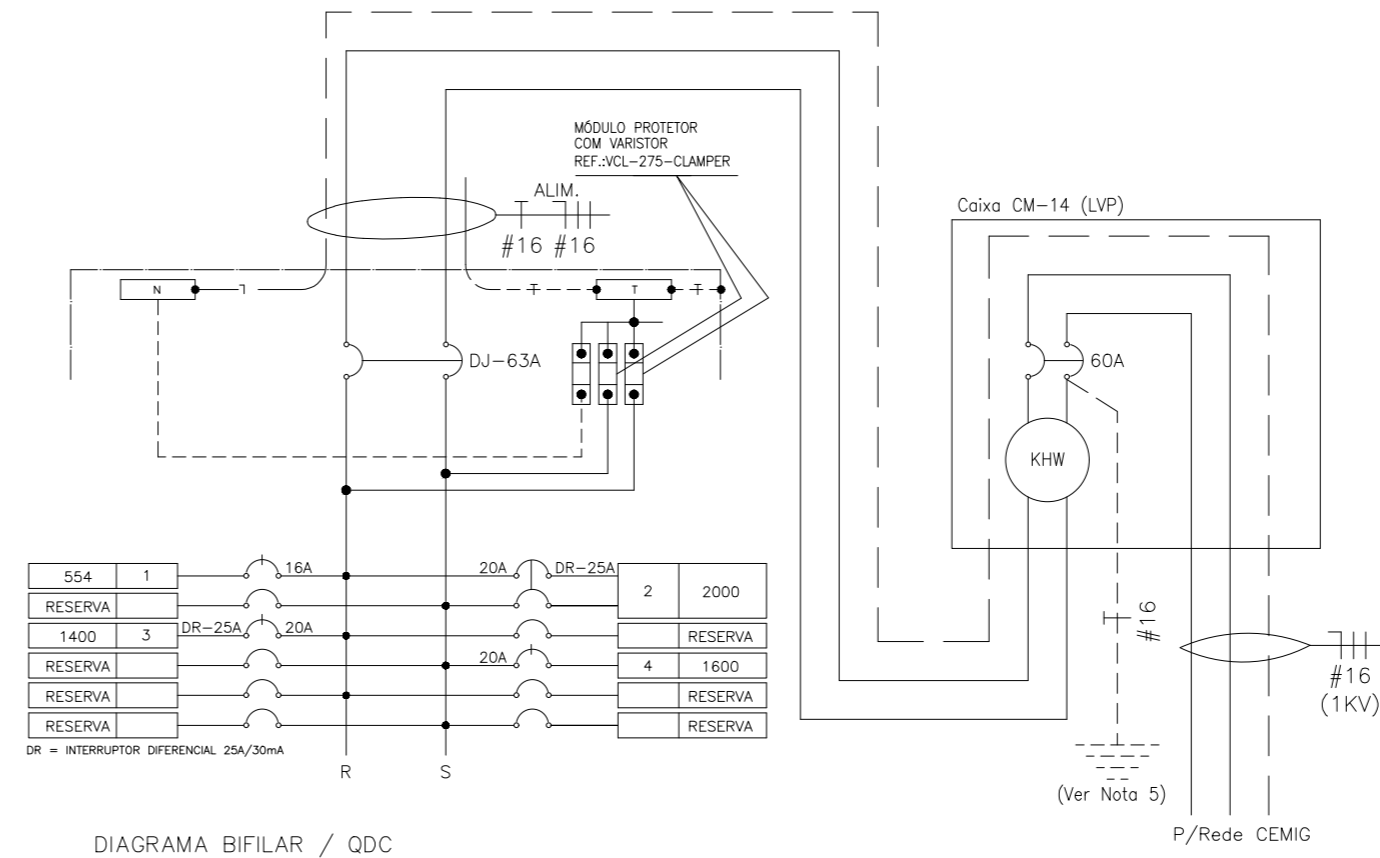 MÓDULO PROTETOR
COM VARISTOR
REF.:VCL-275-CLAMPER
ALIM.
#16 #16
Caixa CM-14 (LVP)
N
T
DJ-63A
60A
KHW
554 1 16A 20A DR-25A 2 2000
RESERVA
1400 3 DR-25A 20A RESERVA
RESERVA 20A 4 1600
RESERVA RESERVA
RESERVA RESERVA
DR = INTERRUPTOR DIFERENCIAL 25A/30mA
R S
#16
#16
(1KV)
(Ver Nota 5)
P/Rede CEMIG
DIAGRAMA BIFILAR / QDC